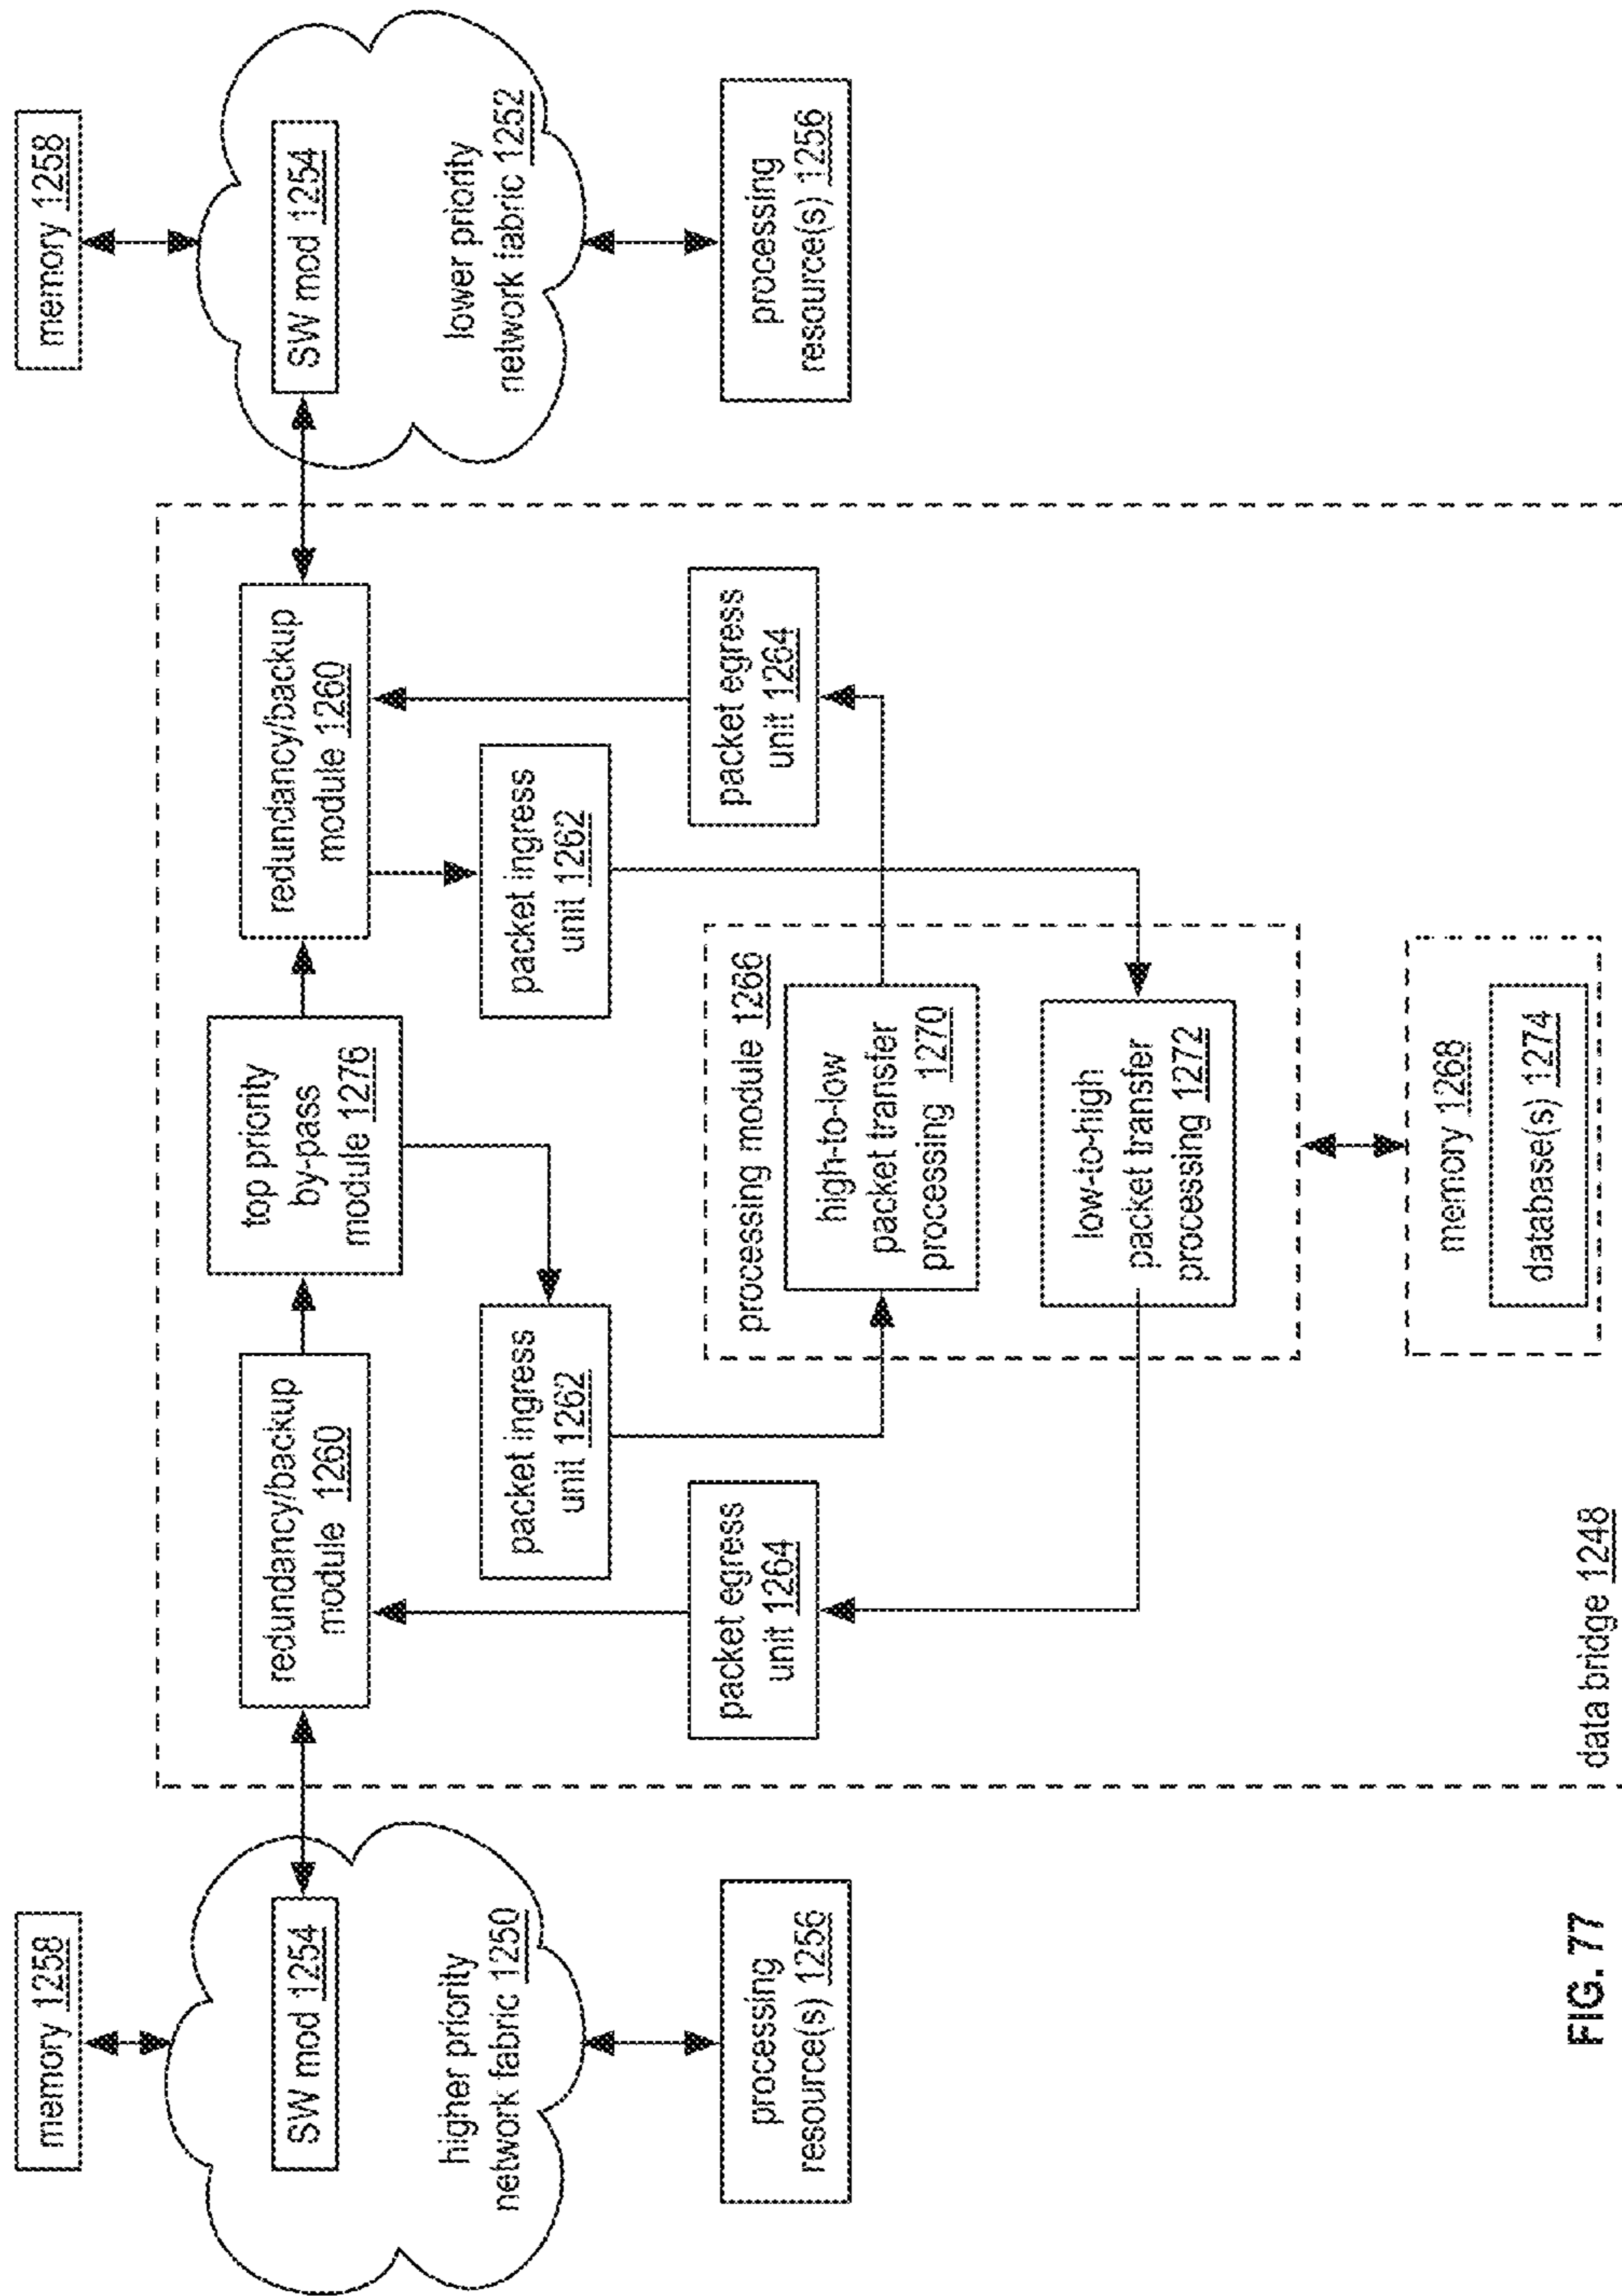 memory 1258
SW mod 1254
higher priority
network fabric 1250
processing
resource(s) 1256
redundancy/backup
module 1260
top priority
by-pass
module 1276
redundancy/backup
module 1260
packet ingress
unit 1262
packet ingress
unit 1262
packet egress
unit 1264
packet egress
unit 1264
processing module 1266
high-to-low
packet transfer
processing 1270
low-to-high
packet transfer
processing 1272
memory 1268
database(s) 1274
data bridge 1248
memory 1258
SW mod 1254
lower priority
network fabric 1252
processing
resource(s) 1256
FIG. 77